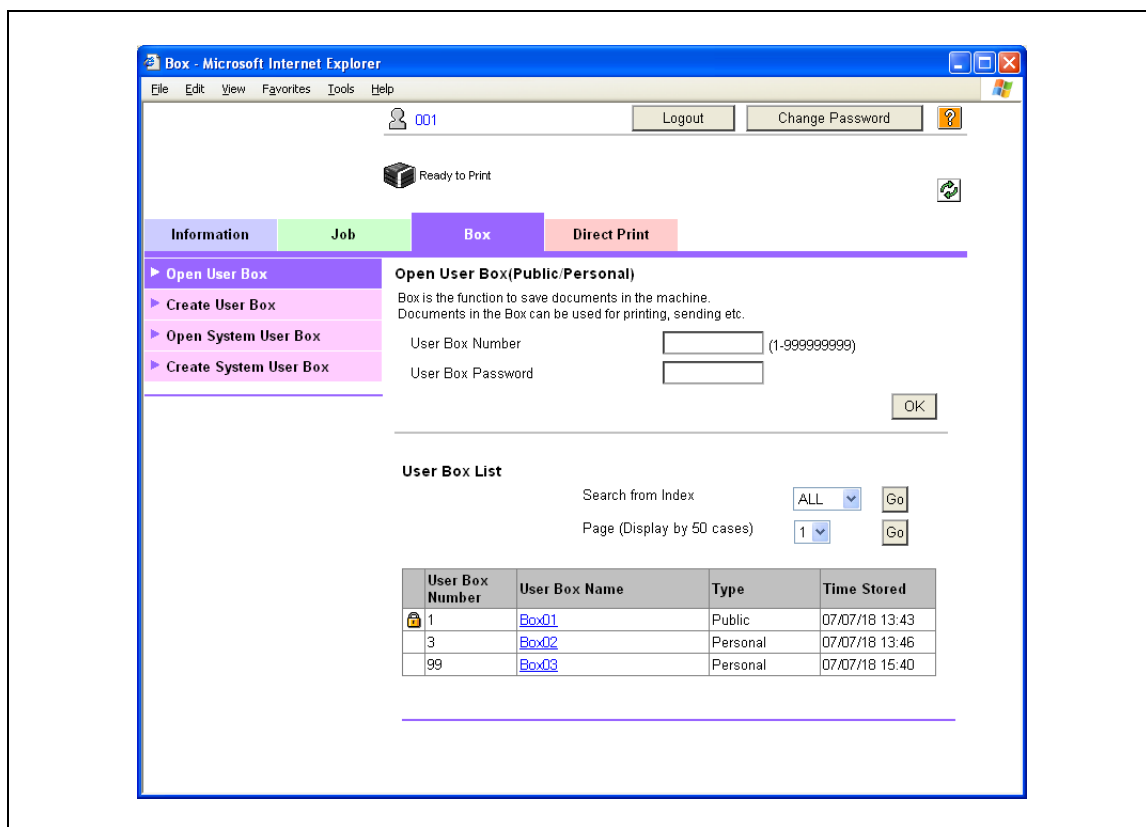 Box - Microsoft Internet Explorer
File Edit View Favorites Tools Help
001 Logout Change Password ?
Ready to Print
Information Job Box Direct Print
Open User Box
Create User Box
Open System User Box
Create System User Box
Open User Box(Public/Personal)
Box is the function to save documents in the machine.
Documents in the Box can be used for printing, sending etc.
User Box Number (1-999999999)
User Box Password
OK
User Box List
Search from Index ALL Go
Page (Display by 50 cases) 1 Go
User Box Number User Box Name Type Time Stored
1 Box01 Public 07/07/18 13:43
3 Box02 Personal 07/07/18 13:46
99 Box03 Personal 07/07/18 15:40